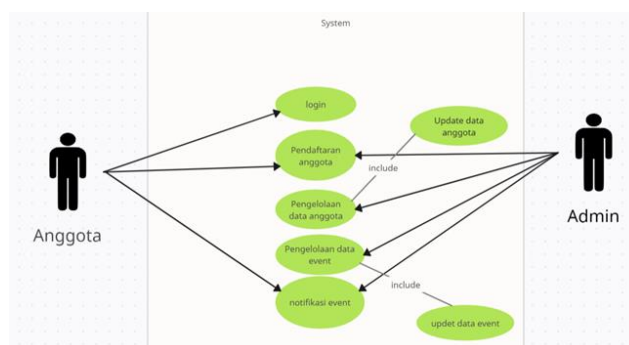 System
login
Update data
anggota
Pendaftaran
anggota
include
Pengelolaan
data anggota
Anggota
Admin
Pengelolaan data
event
include
notifikasi event
updet data event